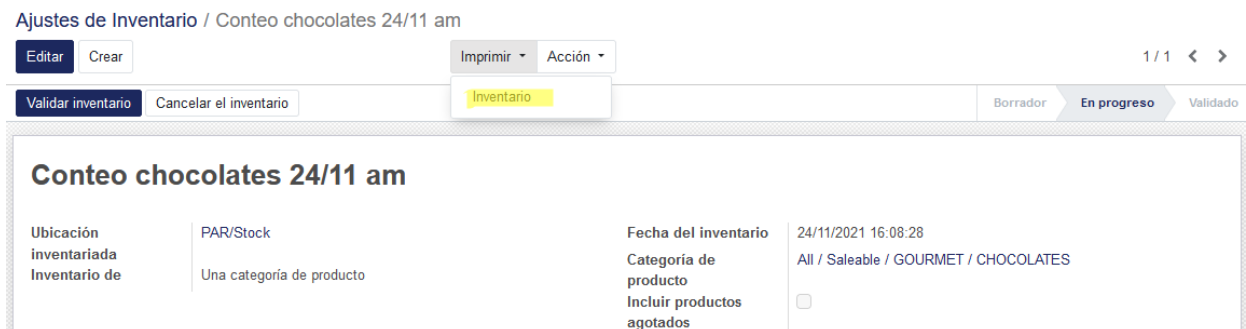 Ajustes de Inventario / Conteo chocolates 24/11 am
Editar Crear Imprimir Acción 1 / 1
Validar inventario Cancelar el inventario Inventario Borrador En progreso Validado
Conteo chocolates 24/11 am
Ubicación inventariada PAR/Stock
Inventario de Una categoría de producto
Fecha del inventario 24/11/2021 16:08:28
Categoría de producto All / Saleable / GOURMET / CHOCOLATES
Incluir productos agotados